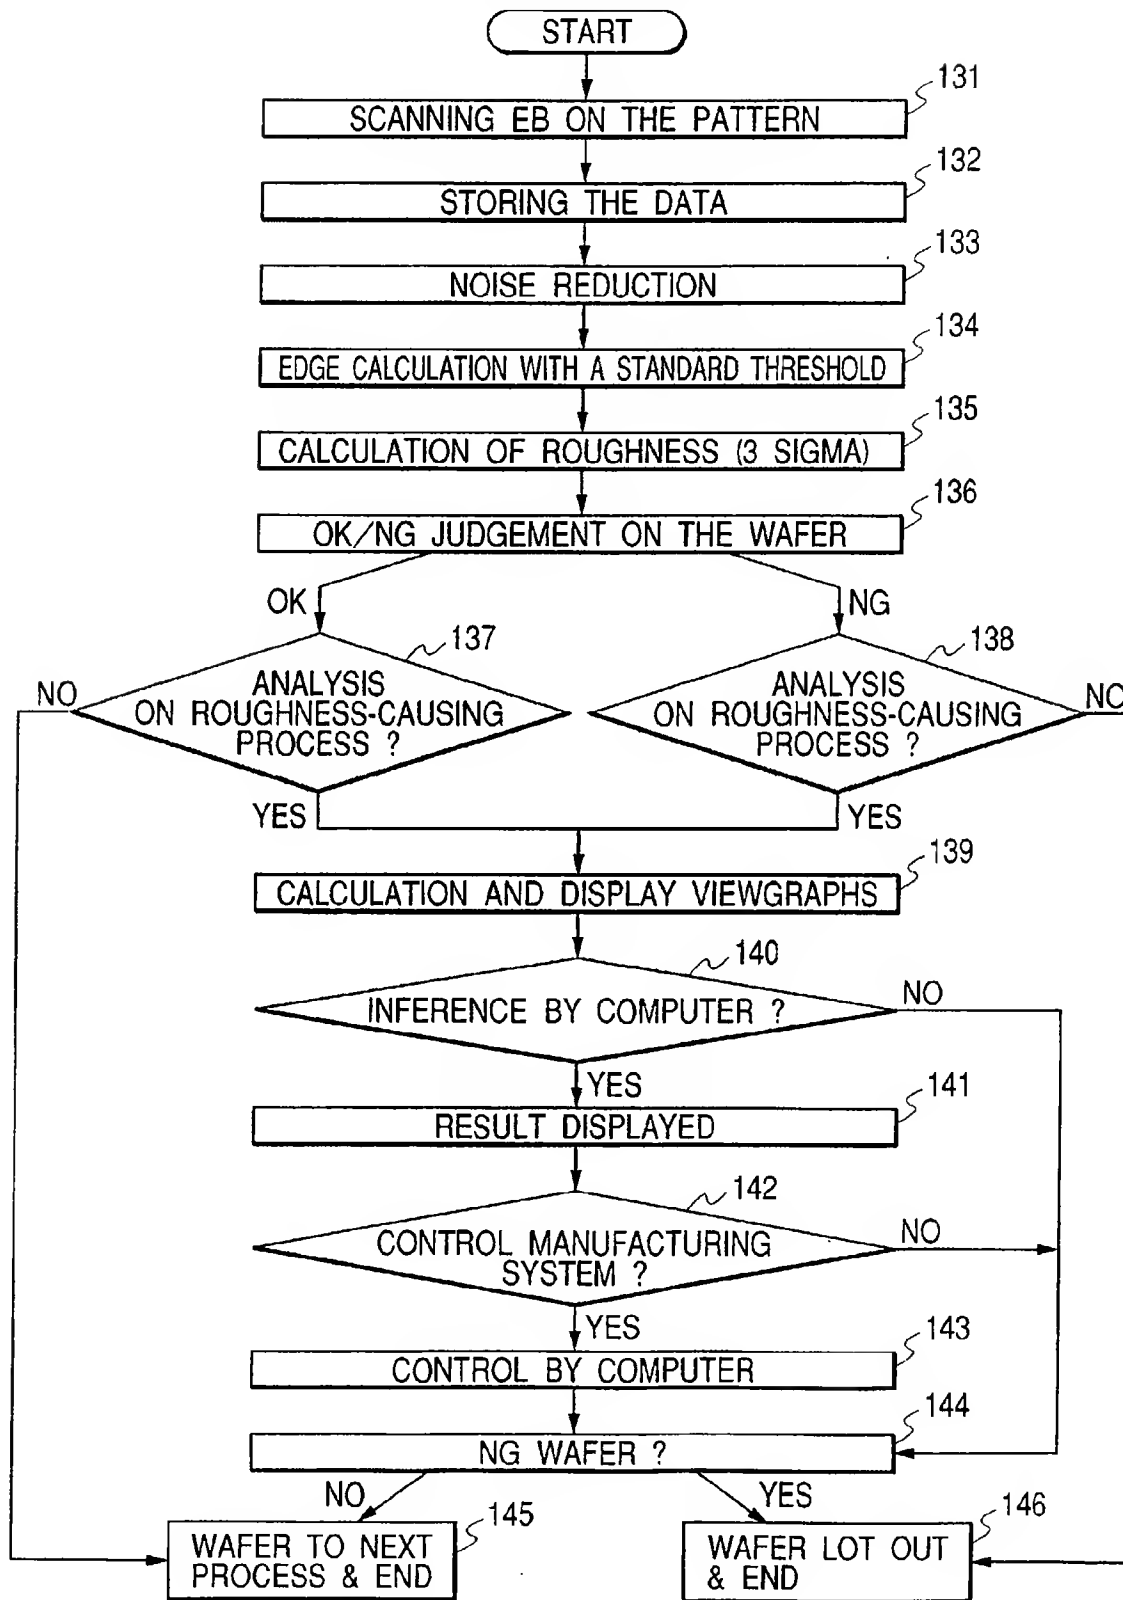 START
131
SCANNING EB ON THE PATTERN
132
STORING THE DATA
133
NOISE REDUCTION
134
EDGE CALCULATION WITH A STANDARD THRESHOLD
135
CALCULATION OF ROUGHNESS (3 SIGMA)
136
OK/NG JUDGEMENT ON THE WAFER
OK
NG
137
138
NO
ANALYSIS
ON ROUGHNESS-CAUSING
PROCESS ?
ANALYSIS
ON ROUGHNESS-CAUSING
PROCESS ?
NO
YES
YES
139
CALCULATION AND DISPLAY VIEWGRAPHS
140
INFERENCE BY COMPUTER ?
NO
YES
141
RESULT DISPLAYED
142
CONTROL MANUFACTURING
SYSTEM ?
NO
YES
143
CONTROL BY COMPUTER
144
NG WAFER ?
NO
YES
145
146
WAFER TO NEXT
PROCESS & END
WAFER LOT OUT
& END